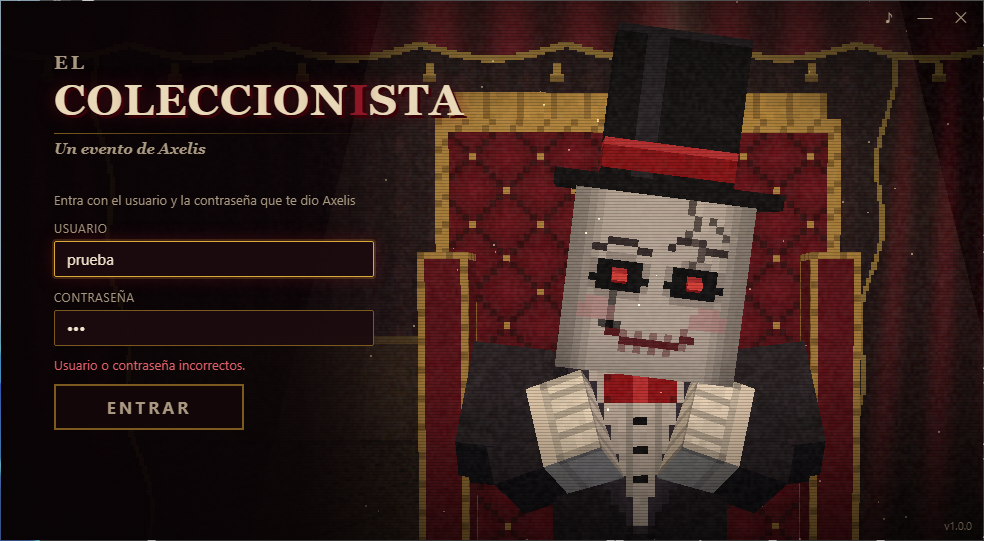 EL
COLECCIONISTA
Un evento de Axelis
Entra con el usuario y la contraseña que te dio Axelis
USUARIO
prueba
CONTRASEÑA
•••
Usuario o contraseña incorrectos.
ENTRAR
v1.0.0